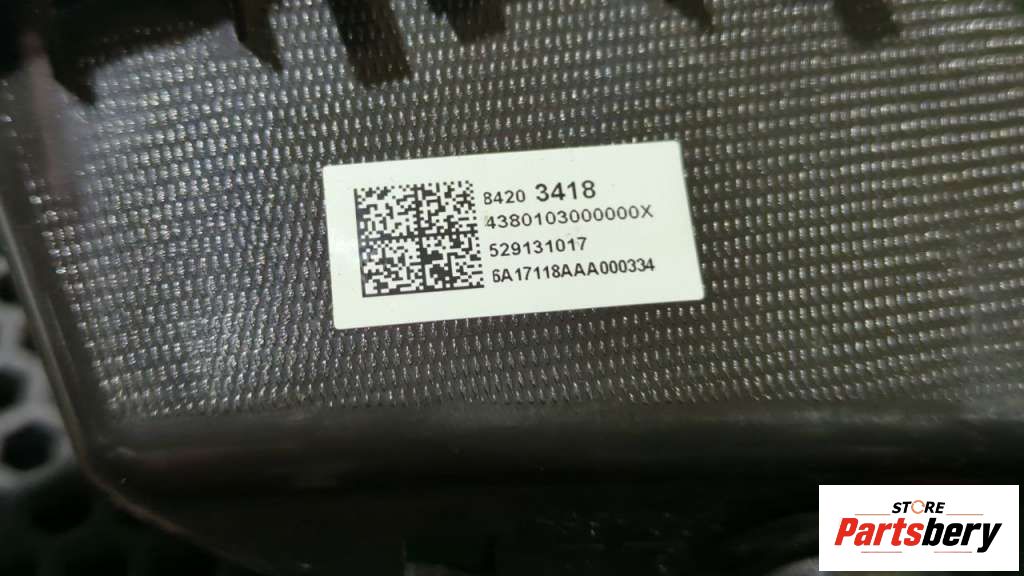 8420 3418
4380103000000X
529131017
6A17118AAA000334
STORE
Partsbery